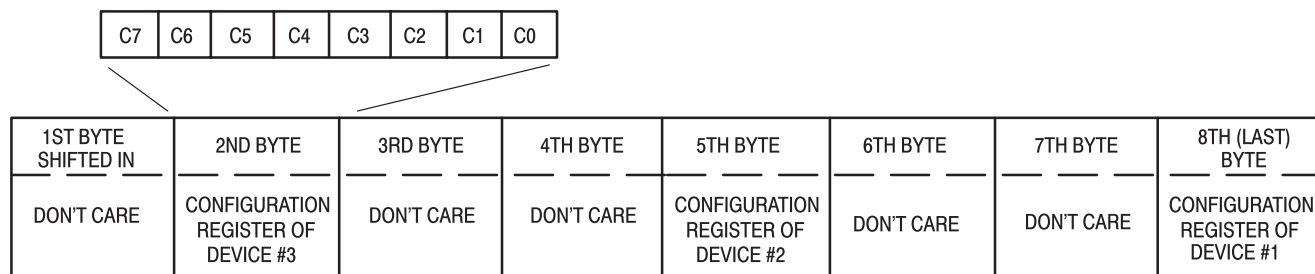 C7 C6 C5 C4 C3 C2 C1 C0
1ST BYTE
SHIFTED IN
2ND BYTE
3RD BYTE
4TH BYTE
5TH BYTE
6TH BYTE
7TH BYTE
8TH (LAST)
BYTE
DON'T CARE
CONFIGURATION
REGISTER OF
DEVICE #3
DON'T CARE
DON'T CARE
CONFIGURATION
REGISTER OF
DEVICE #2
DON'T CARE
DON'T CARE
CONFIGURATION
REGISTER OF
DEVICE #1